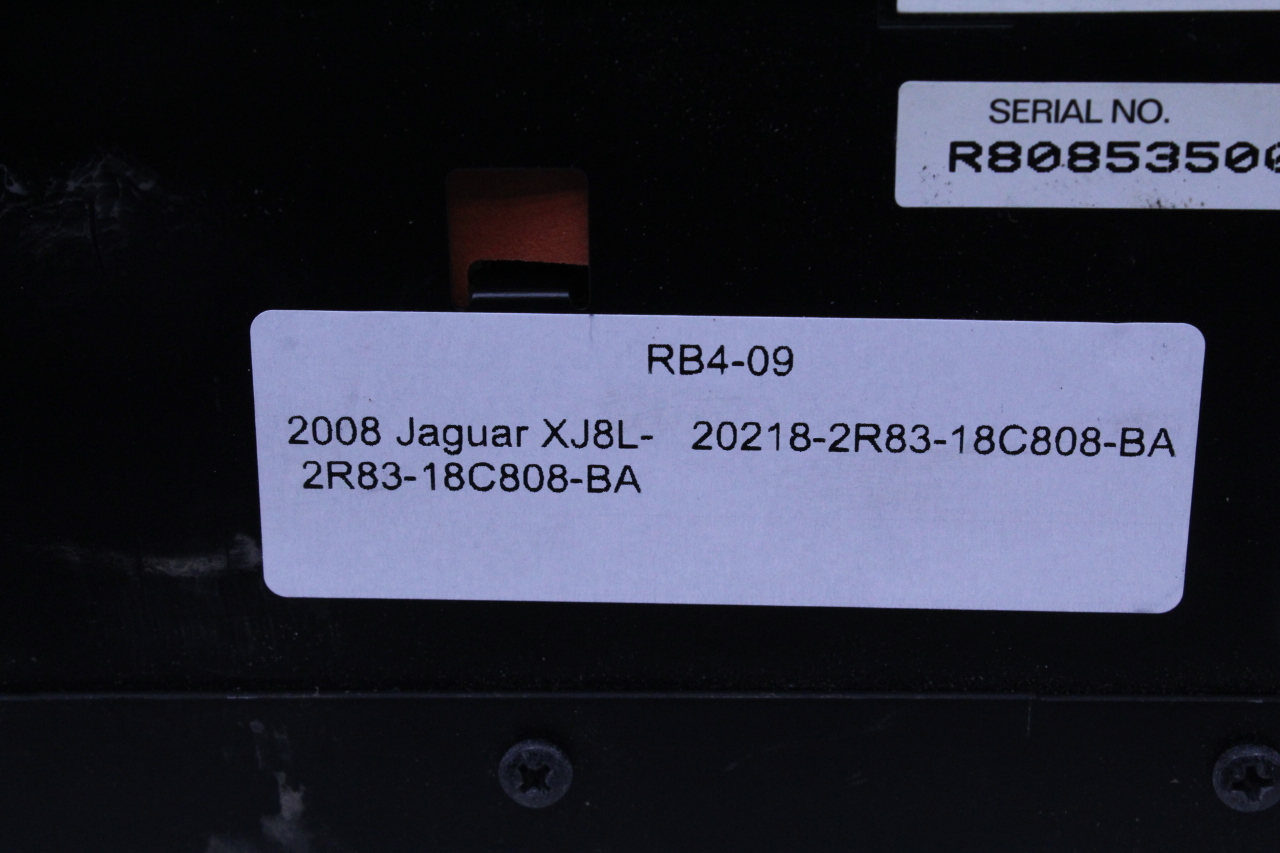 SERIAL NO.
R80853500
RB4-09
2008 Jaguar XJ8L- 20218-2R83-18C808-BA
2R83-18C808-BA